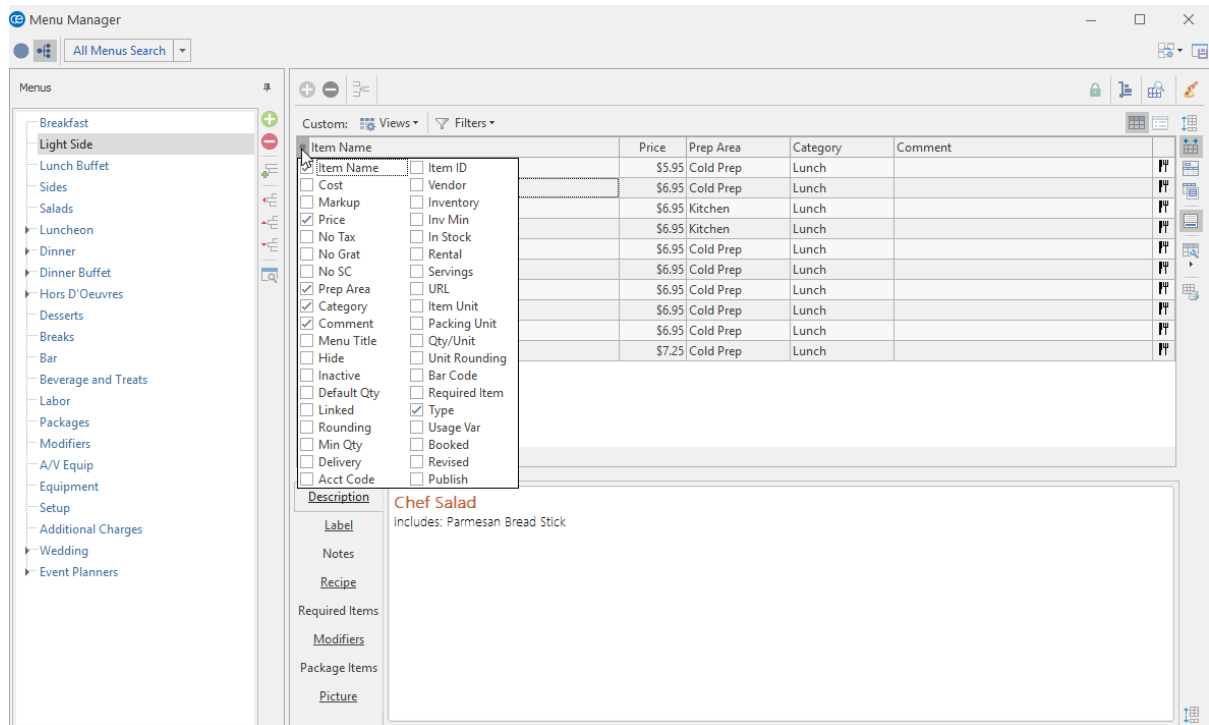 Menu Manager
All Menus Search
Menus
Breakfast
Light Side
Lunch Buffet
Sides
Salads
Luncheon
Dinner
Dinner Buffet
Hors D'Oeuvres
Desserts
Breaks
Bar
Beverage and Treats
Labor
Packages
Modifiers
A/V Equip
Equipment
Setup
Additional Charges
Wedding
Event Planners
Custom: Views Filters
Item Name Price Prep Area Category Comment
$5.95 Cold Prep Lunch
$6.95 Cold Prep Lunch
$6.95 Kitchen Lunch
$6.95 Kitchen Lunch
$6.95 Cold Prep Lunch
$6.95 Cold Prep Lunch
$6.95 Cold Prep Lunch
$6.95 Cold Prep Lunch
$6.95 Cold Prep Lunch
$7.25 Cold Prep Lunch
Item Name Item ID
Cost Vendor
Markup Inventory
Price Inv Min
No Tax In Stock
No Grat Rental
No SC Servings
Prep Area URL
Category Item Unit
Comment Packing Unit
Menu Title Qty/Unit
Hide Unit Rounding
Inactive Bar Code
Default Qty Required Item
Linked Type
Rounding Usage Var
Min Qty Booked
Delivery Revised
Acct Code Publish
Description
Label
Notes
Recipe
Required Items
Modifiers
Package Items
Picture
Chef Salad
includes: Parmesan Bread Stick